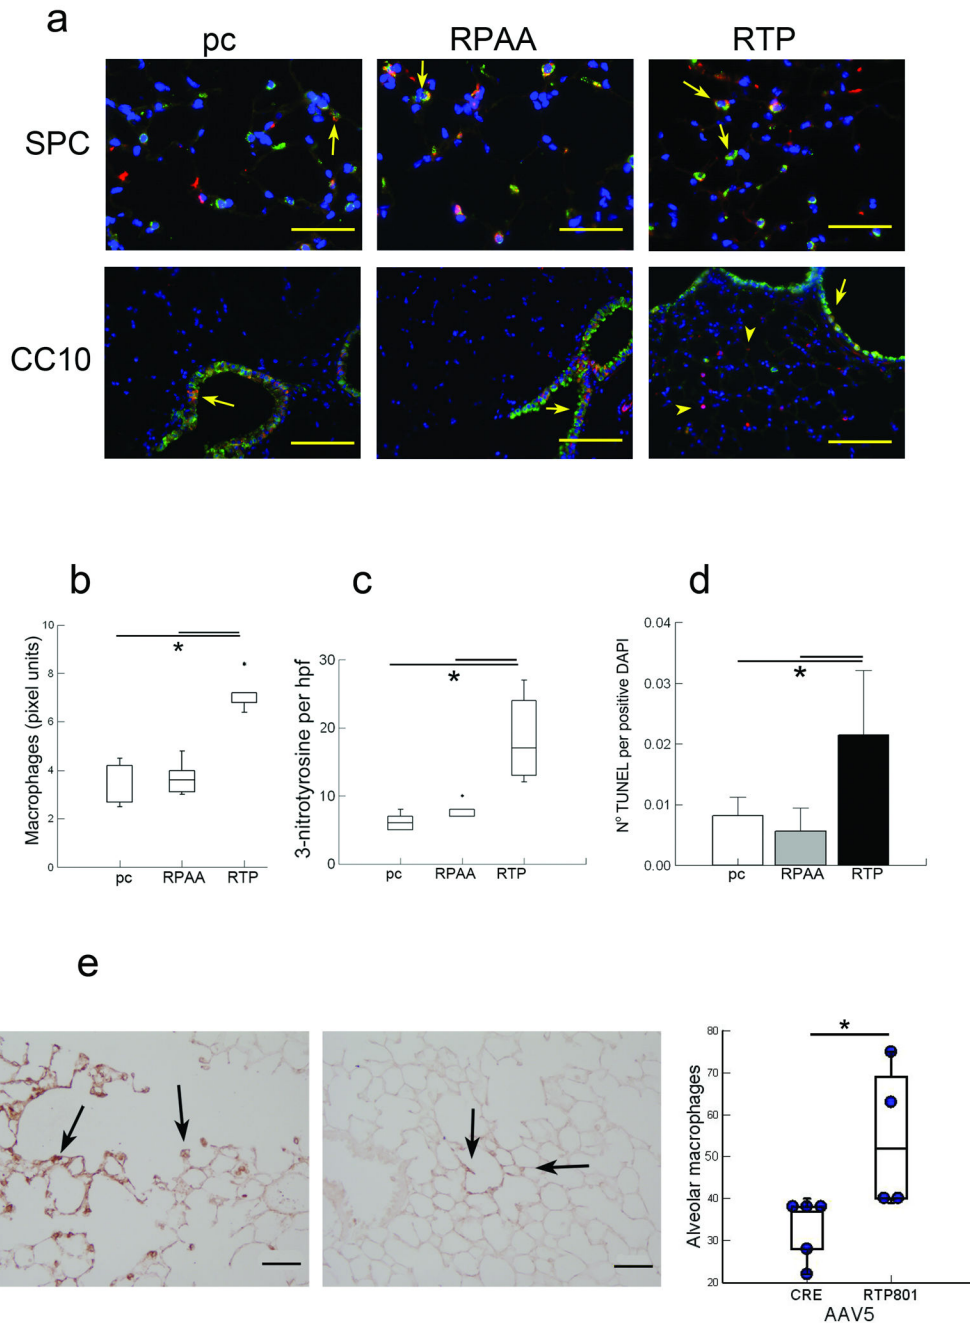 a
pc RPAA RTP
SPC
CC10
b
Macrophages (pixel units)
10
8
6
4
2
0
*
pc RPAA RTP
c
3-nitrotyrosine per hpf
30
20
10
0
*
pc RPAA RTP
d
Nº TUNEL per positive DAPI
0.04
0.03
0.02
0.01
0.00
*
pc RPAA RTP
e
Alveolar macrophages
80
70
60
50
40
30
20
*
CRE RTP801
AAV5